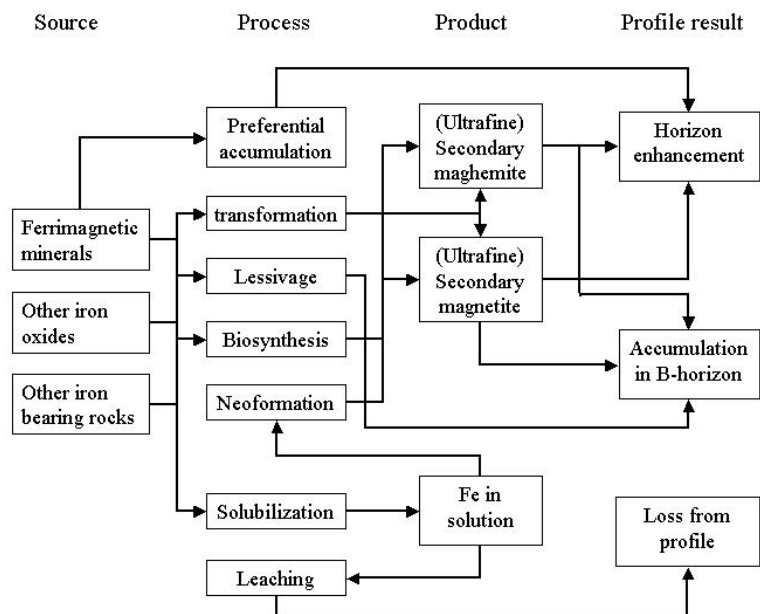 Source Process Product Profile result
Preferential
accumulation
(Ultrafine)
Secondary
maghemite
Horizon
enhancement
Ferrimagnetic
minerals
transformation
(Ultrafine)
Secondary
magnetite
Lessivage
Other iron
oxides
Biosynthesis
Accumulation
in B-horizon
Other iron
bearing rocks
Neoformation
Solubilization
Fe in
solution
Loss from
profile
Leaching